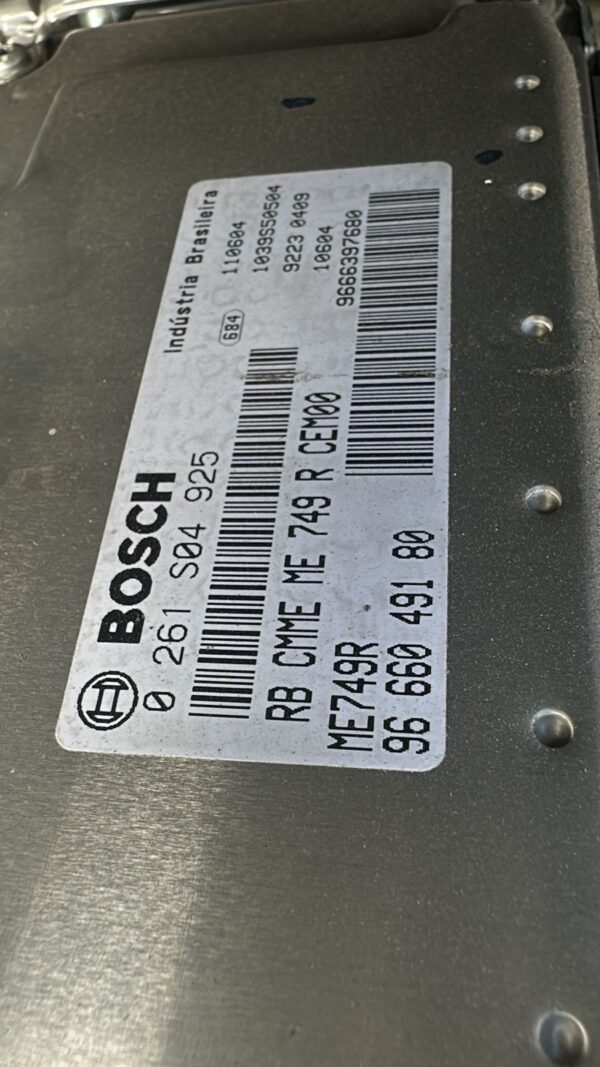 BOSCH
Indústria Brasileira
0 261 S04 925
684
110604
1039S50504
9223 0409
10604
RB CMME ME 749 R CEM00
9666397680
ME749R
96 660 491 80